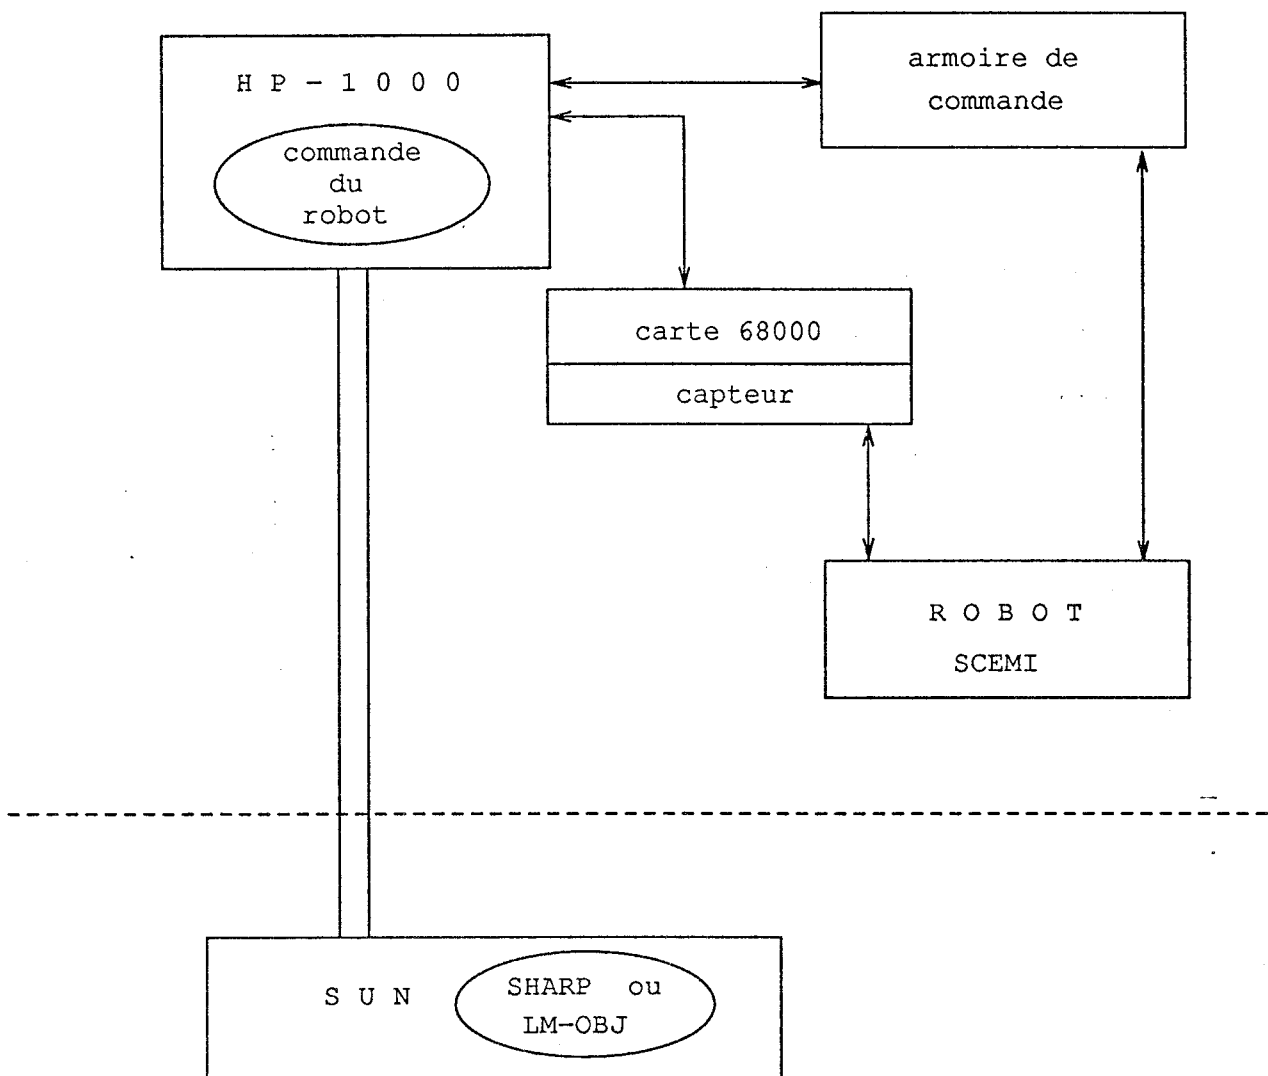 H P - 1 0 0 0
commande
du
robot
armoire de
commande
carte 68000
capteur
R O B O T
SCEMI
S U N
SHARP ou
LM-OBJ